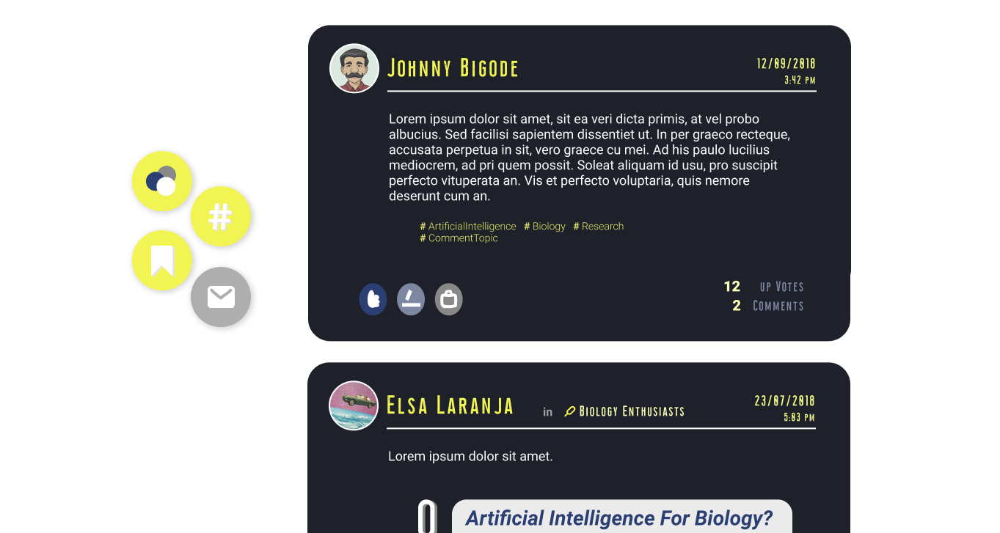 Johnny Bigode
12/09/2018
3:42 PM
Lorem ipsum dolor sit amet, sit ea veri dicta primis, at vel probo
albucius. Sed facilisi sapientem dissentiet ut. In per graeco recteque,
accusata perpetua in sit, vero graece cu mei. Ad his paulo lucilius
mediocrem, ad pri quem possit. Soleat aliquam id usu, pro suscipit
perfecto vituperata an. Vis et perfecto voluptaria, quis nemore
deserunt cum an.
# ArtificialIntelligence # Biology # Research
# CommentTopic
#
12 up Votes
2 Comments
Elsa Laranja in Biology Enthusiasts
23/07/2018
5:03 PM
Lorem ipsum dolor sit amet.
Artificial Intelligence For Biology?